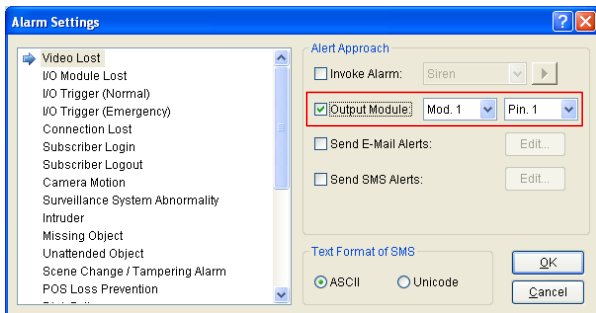 Alarm Settings
Video Lost
I/O Module Lost
I/O Trigger (Normal)
I/O Trigger (Emergency)
Connection Lost
Subscriber Login
Subscriber Logout
Camera Motion
Surveillance System Abnormality
Intruder
Missing Object
Unattended Object
Scene Change / Tampering Alarm
POS Loss Prevention
Alert Approach
Invoke Alarm: Siren
Output Module: Mod. 1 Pin. 1
Send E-Mail Alerts: Edit...
Send SMS Alerts: Edit...
Text Format of SMS
ASCII Unicode
OK
Cancel